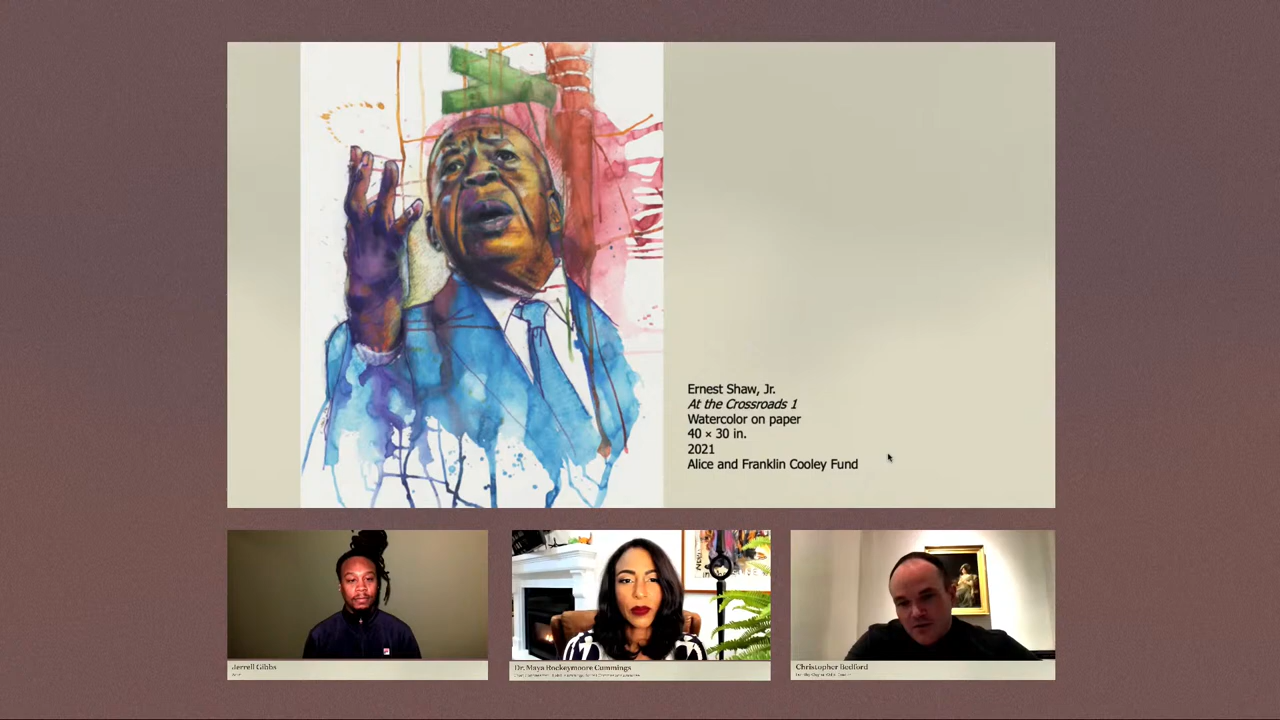 Ernest Shaw, Jr.
At the Crossroads 1
Watercolor on paper
40 × 30 in.
2021
Alice and Franklin Cooley Fund
Jerrell Gibbs
Dr. Maya Rockeymoore Cummings
Christopher Bedford